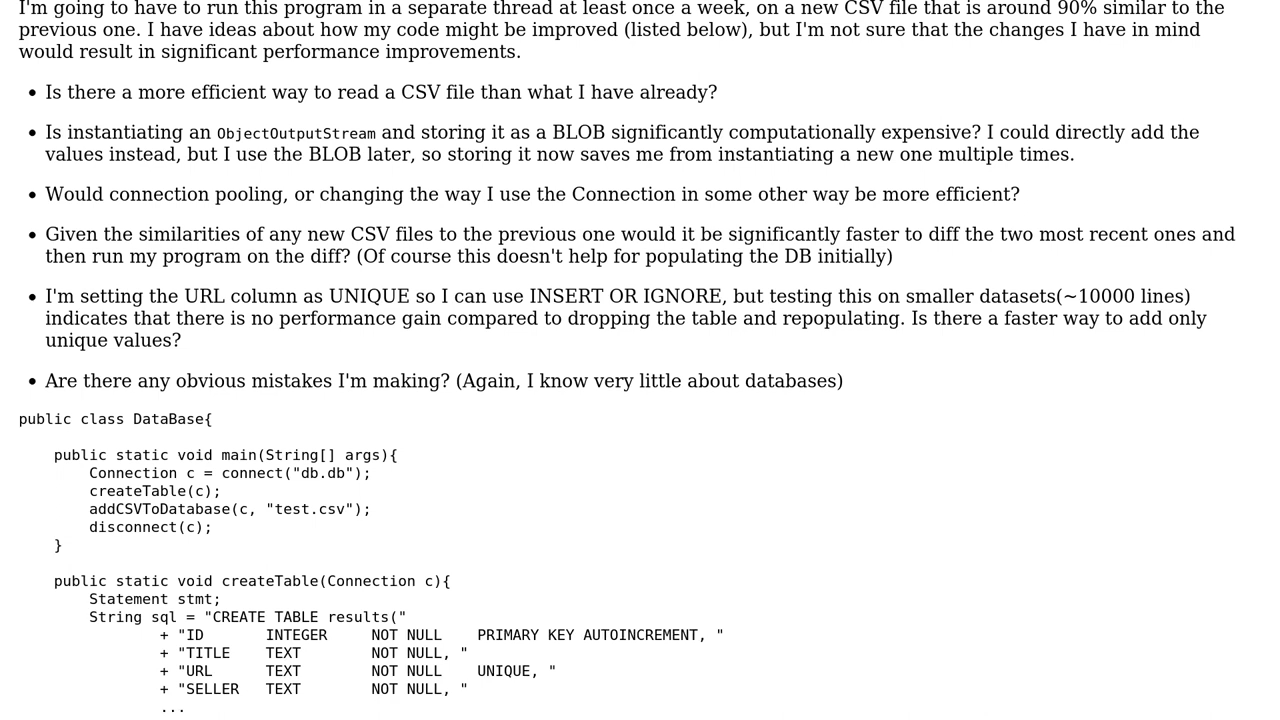 I'm going to have to run this program in a separate thread at least once a week, on a new CSV file that is around 90% similar to the
previous one. I have ideas about how my code might be improved (listed below), but I'm not sure that the changes I have in mind
would result in significant performance improvements.
• Is there a more efficient way to read a CSV file than what I have already?
• Is instantiating an ObjectOutputStream and storing it as a BLOB significantly computationally expensive? I could directly add the
values instead, but I use the BLOB later, so storing it now saves me from instantiating a new one multiple times.
• Would connection pooling, or changing the way I use the Connection in some other way be more efficient?
• Given the similarities of any new CSV files to the previous one would it be significantly faster to diff the two most recent ones and
then run my program on the diff? (Of course this doesn't help for populating the DB initially)
• I'm setting the URL column as UNIQUE so I can use INSERT OR IGNORE, but testing this on smaller datasets(~10000 lines)
indicates that there is no performance gain compared to dropping the table and repopulating. Is there a faster way to add only
unique values?
• Are there any obvious mistakes I'm making? (Again, I know very little about databases)
public class DataBase{
    public static void main(String[] args){
        Connection c = connect("db.db");
        createTable(c);
        addCSVToDatabase(c, "test.csv");
        disconnect(c);
    }
    public static void createTable(Connection c){
        Statement stmt;
        String sql = "CREATE TABLE results("
                + "ID       INTEGER     NOT NULL    PRIMARY KEY AUTOINCREMENT, "
                + "TITLE    TEXT        NOT NULL, "
                + "URL      TEXT        NOT NULL    UNIQUE, "
                + "SELLER   TEXT        NOT NULL, "
                ...